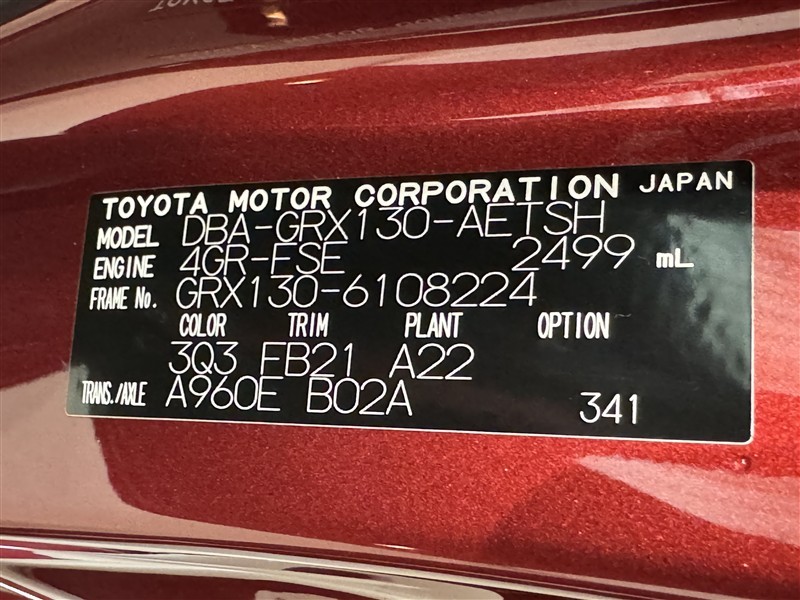 TOYOTA MOTOR CORPORATION JAPAN
MODEL DBA-GRX130-AETSH
ENGINE 4GR-FSE 2499 mL
FRAME No. GRX130-6108224
COLOR TRIM PLANT OPTION
3Q3 FB21 A22
TRANS./AXLE A960E B02A 341